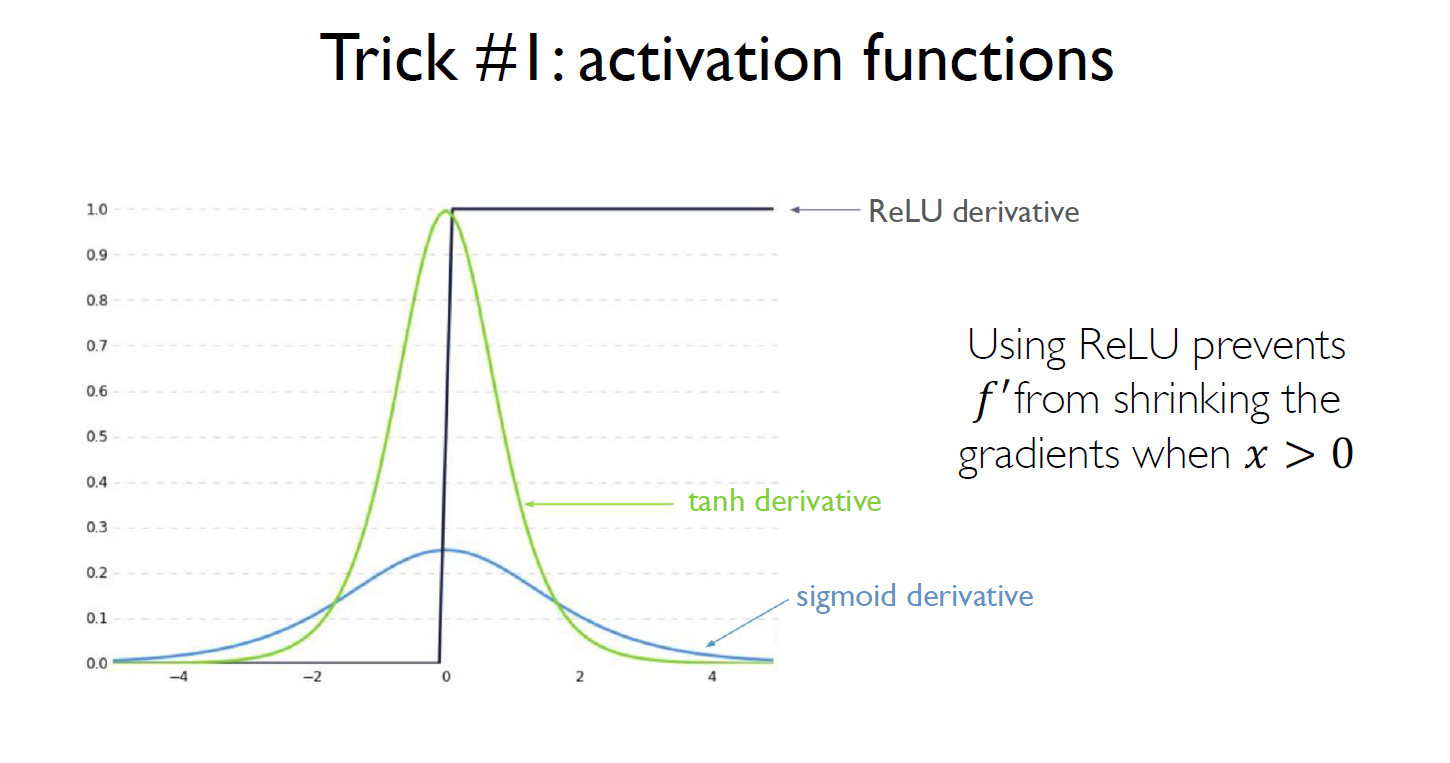 Trick #1: activation functions
1.0
0.9
0.8
0.7
0.6
0.5
0.4
0.3
0.2
0.1
0.0
−4
−2
0
2
4
ReLU derivative
tanh derivative
sigmoid derivative
Using ReLU prevents
f′ from shrinking the
gradients when x > 0